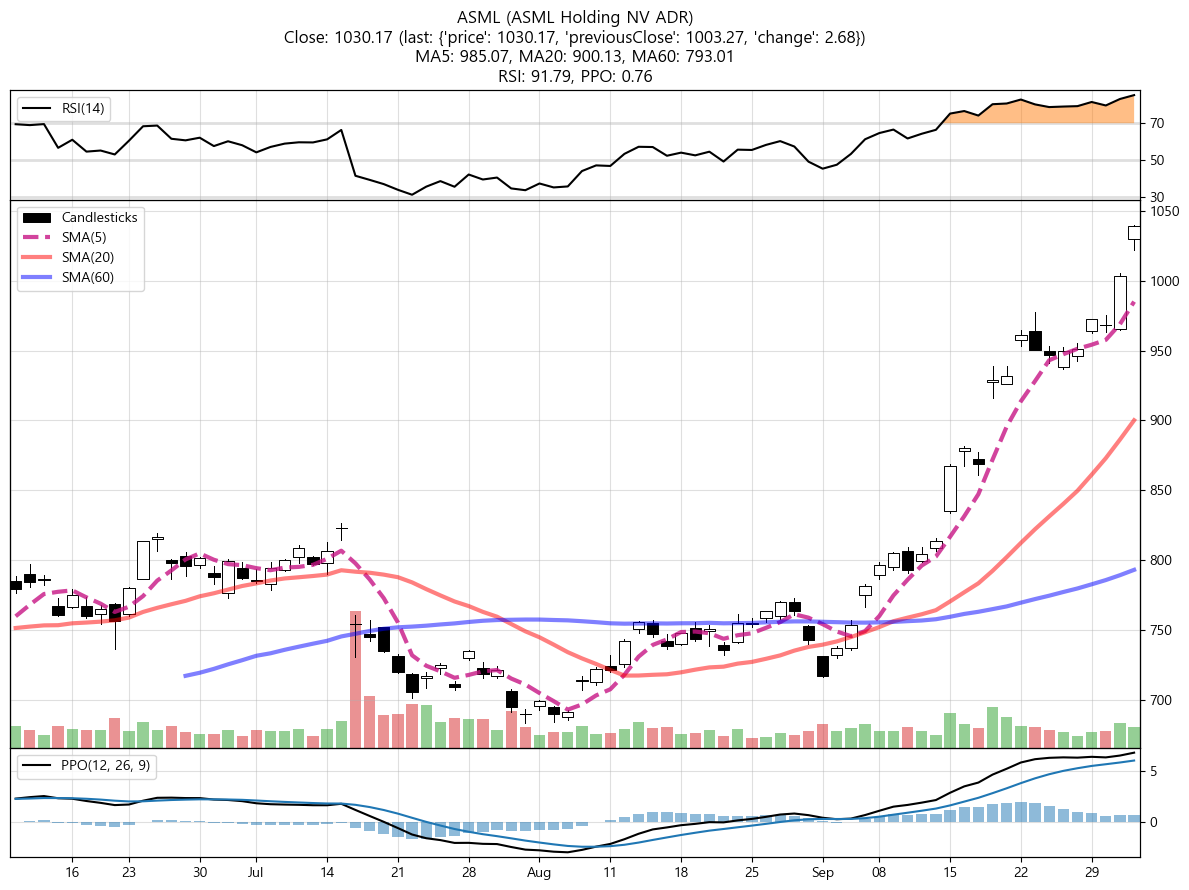 ASML (ASML Holding NV ADR)
Close: 1030.17 (last: {'price': 1030.17, 'previousClose': 1003.27, 'change': 2.68})
MA5: 985.07, MA20: 900.13, MA60: 793.01
RSI: 91.79, PPO: 0.76
RSI(14)
70
50
30
Candlesticks
SMA(5)
SMA(20)
SMA(60)
1050
1000
950
900
850
800
750
700
PPO(12, 26, 9)
5
0
16 23 30 Jul 14 21 28 Aug 11 18 25 Sep 08 15 22 29